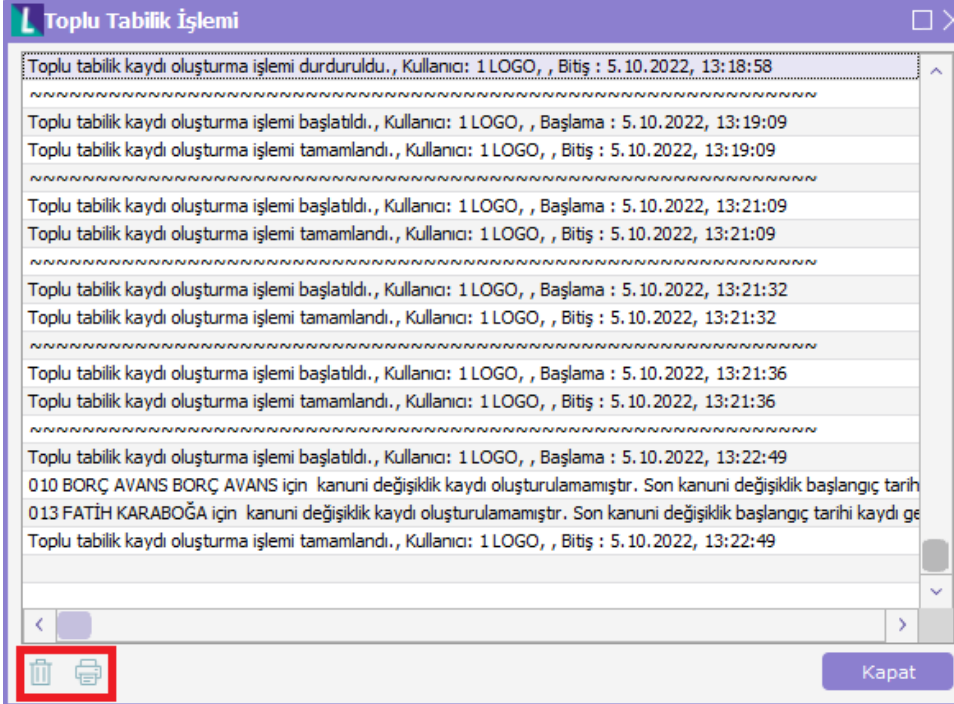 Toplu Tabilik İşlemi
Toplu tabilik kaydı oluşturma işlemi durduruldu., Kullanıcı: 1 LOGO, , Bitiş : 5.10.2022, 13:18:58
~~~~~~~~~~~~~~~~~~~~~~~~~~~~~~~~~~~~~~~~~~~~~~~~~~~~~~~~~~~~
Toplu tabilik kaydı oluşturma işlemi başlatıldı., Kullanıcı: 1 LOGO, , Başlama : 5.10.2022, 13:19:09
Toplu tabilik kaydı oluşturma işlemi tamamlandı., Kullanıcı: 1 LOGO, , Bitiş : 5.10.2022, 13:19:09
~~~~~~~~~~~~~~~~~~~~~~~~~~~~~~~~~~~~~~~~~~~~~~~~~~~~~~~~~~~~
Toplu tabilik kaydı oluşturma işlemi başlatıldı., Kullanıcı: 1 LOGO, , Başlama : 5.10.2022, 13:21:09
Toplu tabilik kaydı oluşturma işlemi tamamlandı., Kullanıcı: 1 LOGO, , Bitiş : 5.10.2022, 13:21:09
~~~~~~~~~~~~~~~~~~~~~~~~~~~~~~~~~~~~~~~~~~~~~~~~~~~~~~~~~~~~
Toplu tabilik kaydı oluşturma işlemi başlatıldı., Kullanıcı: 1 LOGO, , Başlama : 5.10.2022, 13:21:32
Toplu tabilik kaydı oluşturma işlemi tamamlandı., Kullanıcı: 1 LOGO, , Bitiş : 5.10.2022, 13:21:32
~~~~~~~~~~~~~~~~~~~~~~~~~~~~~~~~~~~~~~~~~~~~~~~~~~~~~~~~~~~~
Toplu tabilik kaydı oluşturma işlemi başlatıldı., Kullanıcı: 1 LOGO, , Başlama : 5.10.2022, 13:21:36
Toplu tabilik kaydı oluşturma işlemi tamamlandı., Kullanıcı: 1 LOGO, , Bitiş : 5.10.2022, 13:21:36
~~~~~~~~~~~~~~~~~~~~~~~~~~~~~~~~~~~~~~~~~~~~~~~~~~~~~~~~~~~~
Toplu tabilik kaydı oluşturma işlemi başlatıldı., Kullanıcı: 1 LOGO, , Başlama : 5.10.2022, 13:22:49
010 BORÇ AVANS BORÇ AVANS için kanuni değişiklik kaydı oluşturulamamıştır. Son kanuni değişiklik başlangıç tarih
013 FATİH KARABOĞA için kanuni değişiklik kaydı oluşturulamamıştır. Son kanuni değişiklik başlangıç tarihi kaydı ge
Toplu tabilik kaydı oluşturma işlemi tamamlandı., Kullanıcı: 1 LOGO, , Bitiş : 5.10.2022, 13:22:49
Kapat